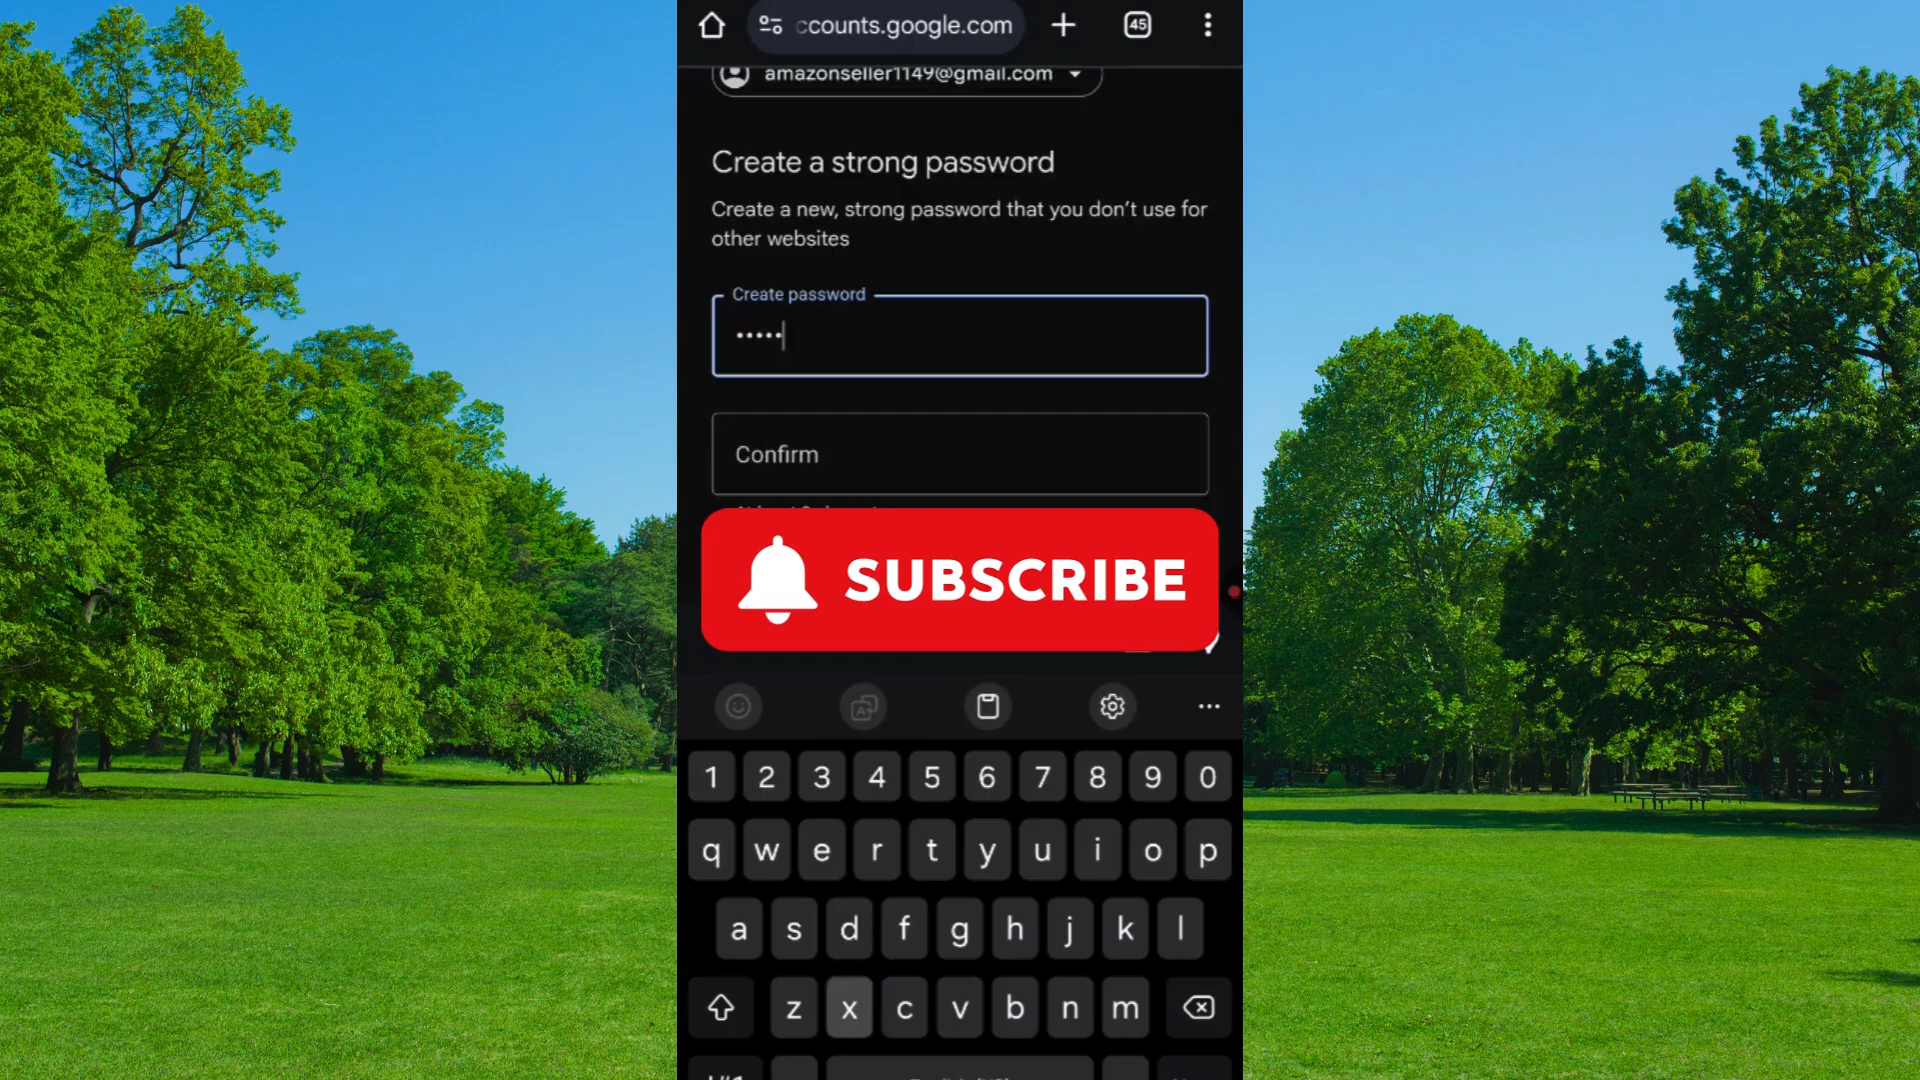 ccounts.google.com
45
amazonseller1149@gmail.com
Create a strong password
Create a new, strong password that you don't use for
other websites
Create password
•••••
Confirm
SUBSCRIBE
1 2 3 4 5 6 7 8 9 0
q w e r t y u i o p
a s d f g h j k l
z x c v b n m